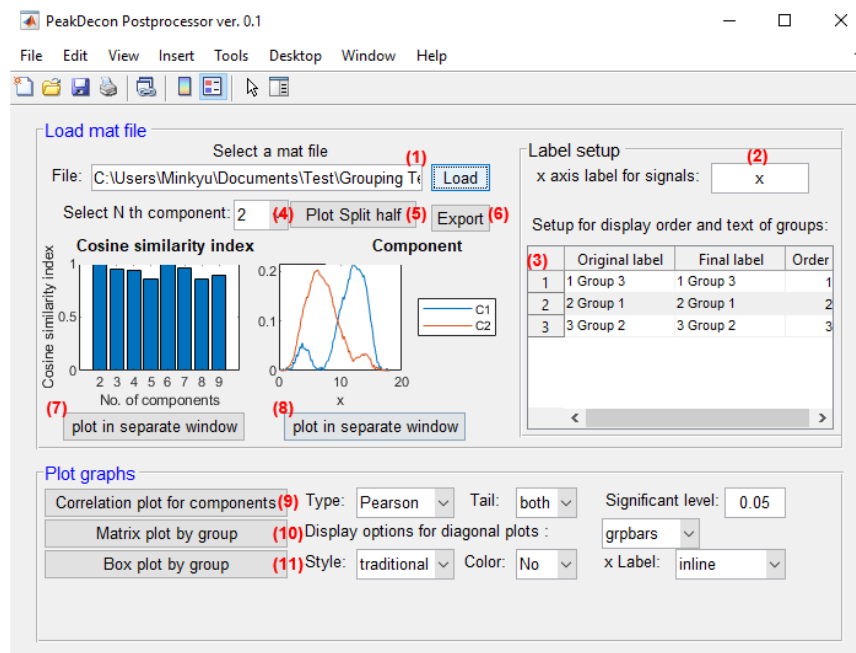 PeakDecon Postprocessor ver. 0.1
File Edit View Insert Tools Desktop Window Help
Load mat file
Select a mat file
(1)
File: C:\Users\Minkyu\Documents\Test\Grouping Te Load
Select N th component: 2 (4) Plot Split half (5) Export (6)
Cosine similarity index
Cosine similarity index
1
0.5
0
2 3 4 5 6 7 8 9
No. of components
(7) plot in separate window
Component
0.2
0.1
0
0 10 20
x
C1
C2
(8) plot in separate window
Label setup
(2)
x axis label for signals: x
Setup for display order and text of groups:
(3) Original label Final label Order
1 1 Group 3 1 Group 3 1
2 2 Group 1 2 Group 1 2
3 3 Group 2 3 Group 2 3
Plot graphs
Correlation plot for components (9) Type: Pearson Tail: both Significant level: 0.05
Matrix plot by group (10) Display options for diagonal plots : grpbars
Box plot by group (11) Style: traditional Color: No x Label: inline